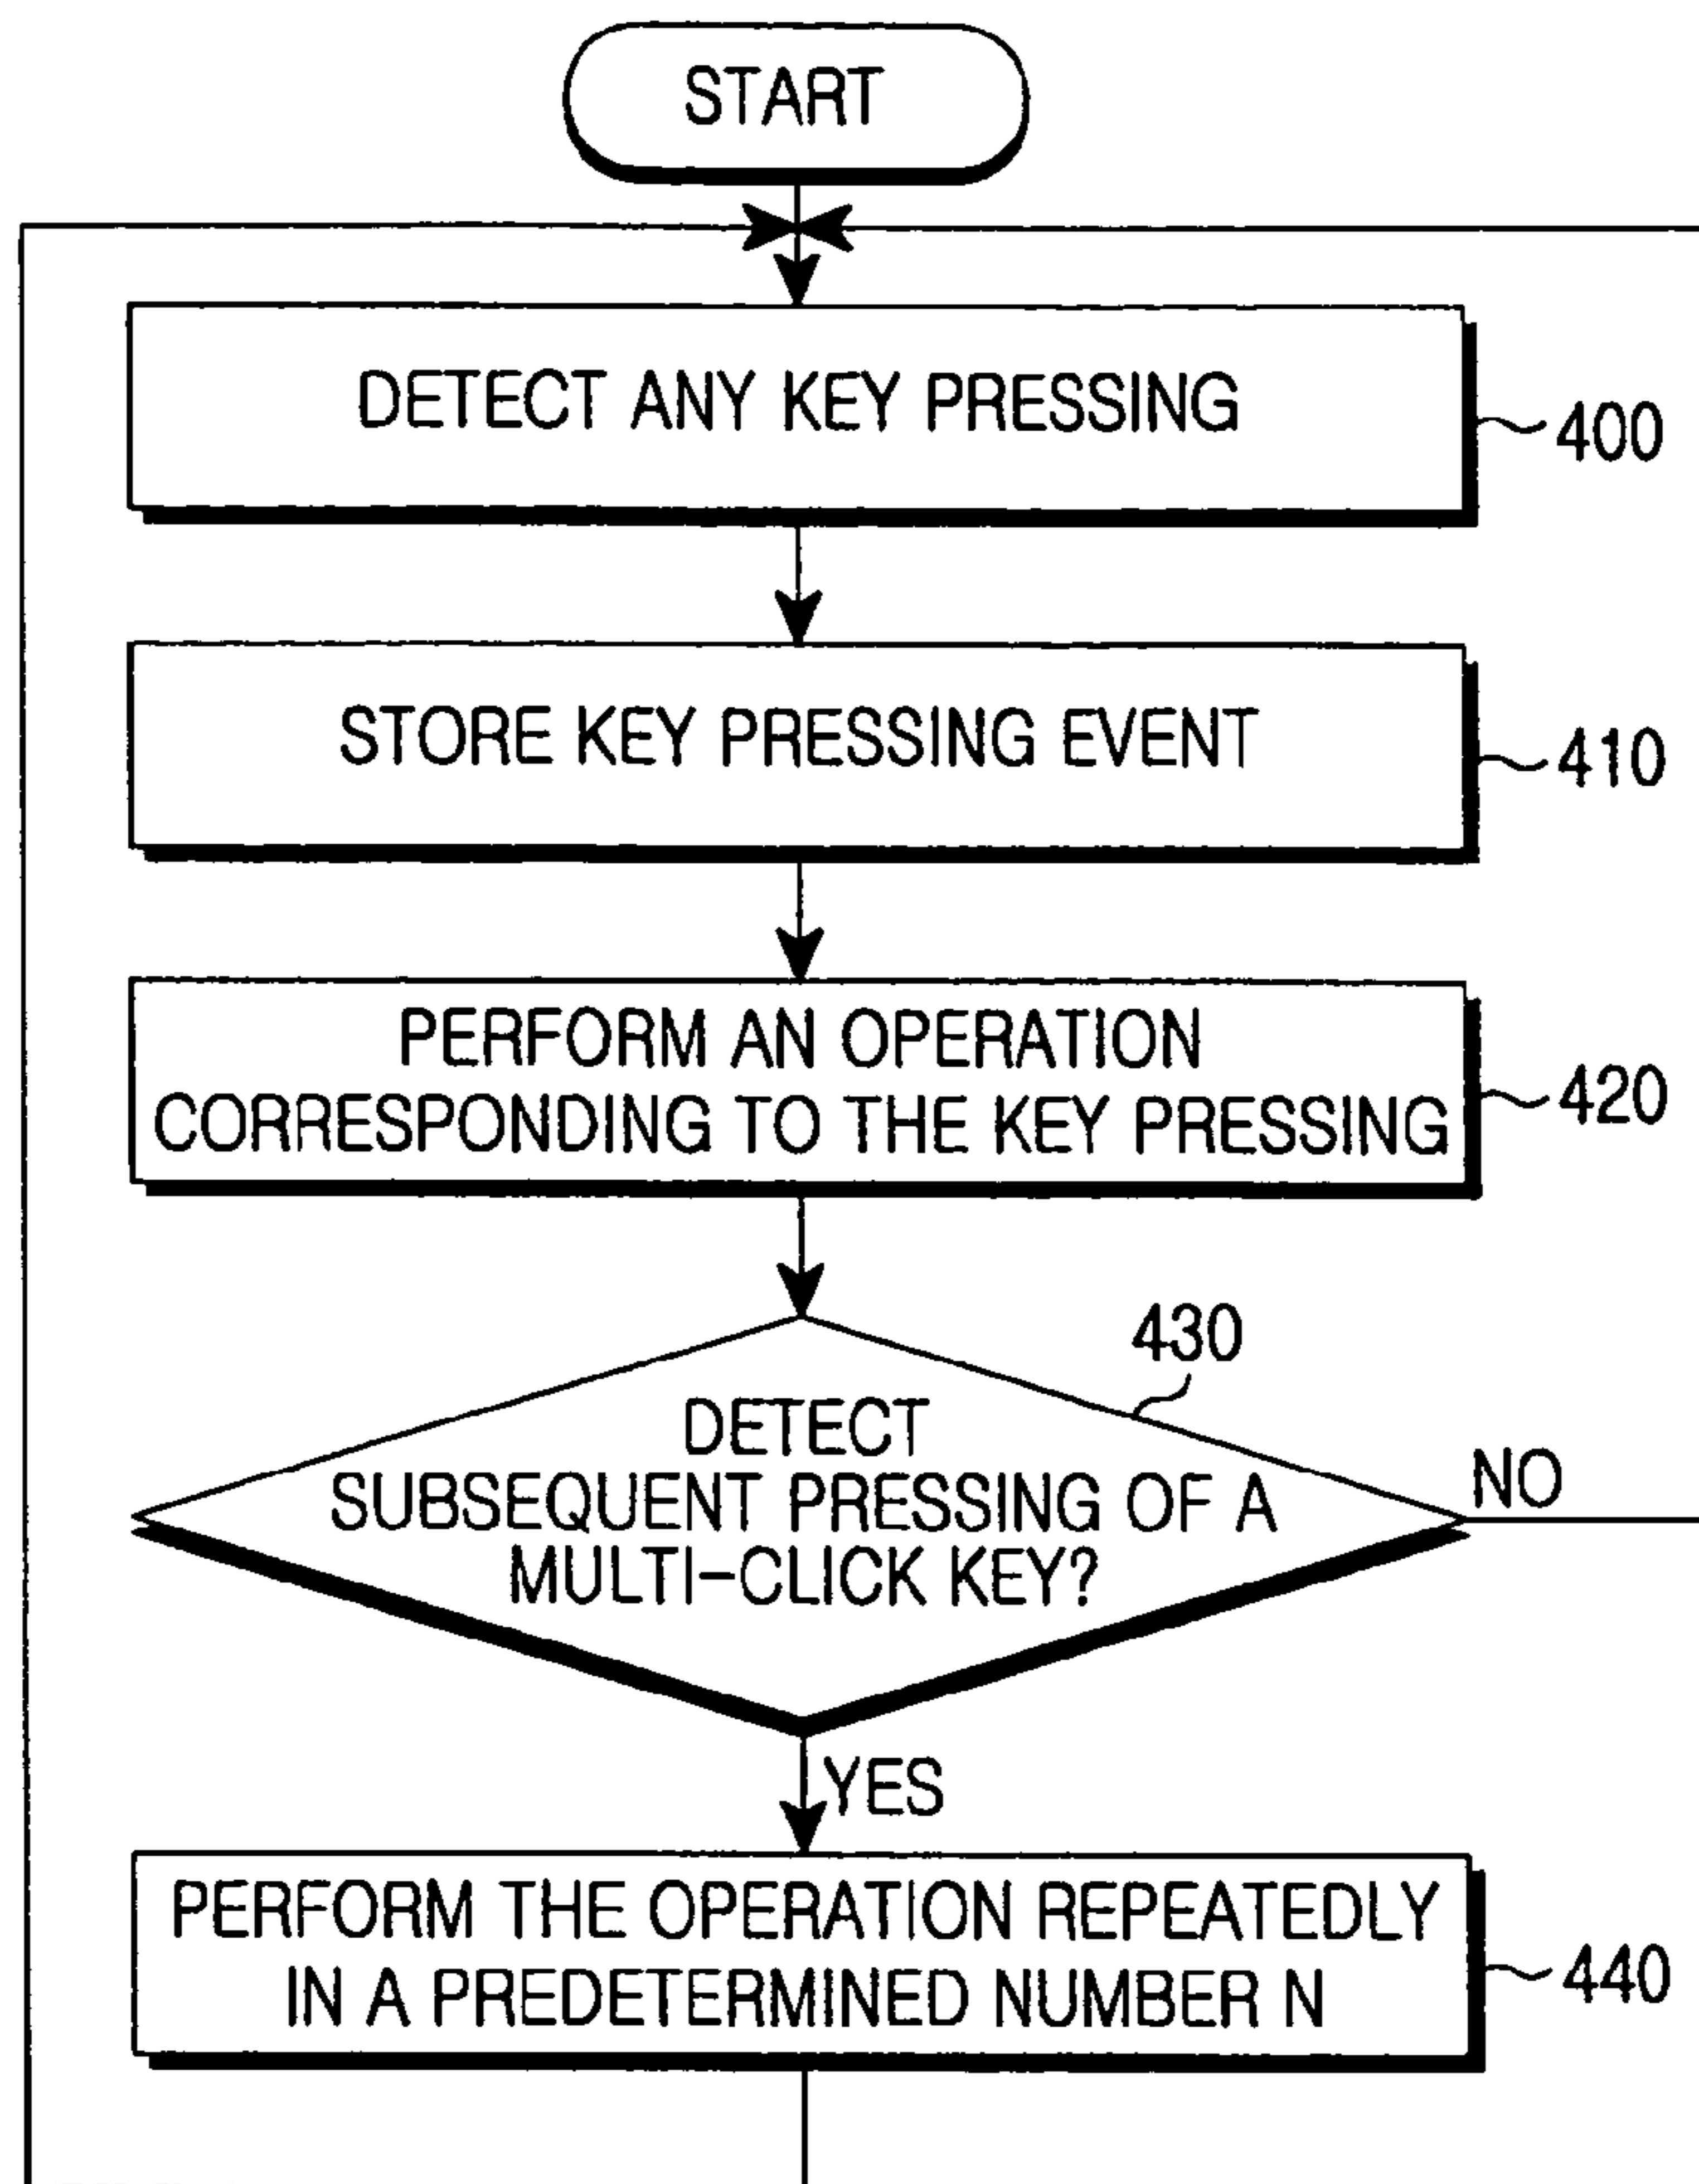 START
DETECT ANY KEY PRESSING
400
STORE KEY PRESSING EVENT
410
PERFORM AN OPERATION
CORRESPONDING TO THE KEY PRESSING
420
430
DETECT
SUBSEQUENT PRESSING OF A
MULTI-CLICK KEY?
NO
YES
PERFORM THE OPERATION REPEATEDLY
IN A PREDETERMINED NUMBER N
440